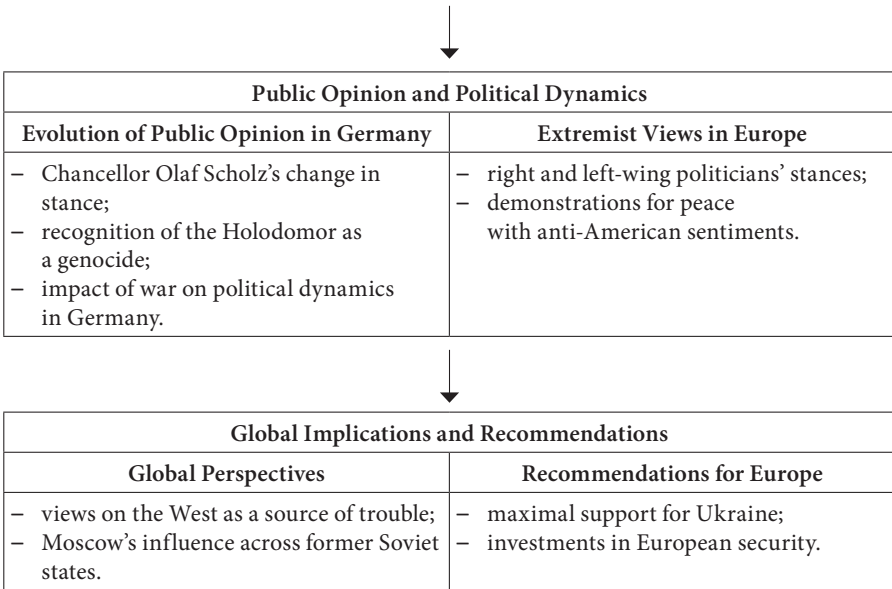 Public Opinion and Political Dynamics
Evolution of Public Opinion in Germany
– Chancellor Olaf Scholz’s change in
stance;
– recognition of the Holodomor as
a genocide;
– impact of war on political dynamics
in Germany.
Extremist Views in Europe
– right and left-wing politicians’ stances;
– demonstrations for peace
with anti-American sentiments.
Global Implications and Recommendations
Global Perspectives
– views on the West as a source of trouble;
– Moscow’s influence across former Soviet
states.
Recommendations for Europe
– maximal support for Ukraine;
– investments in European security.